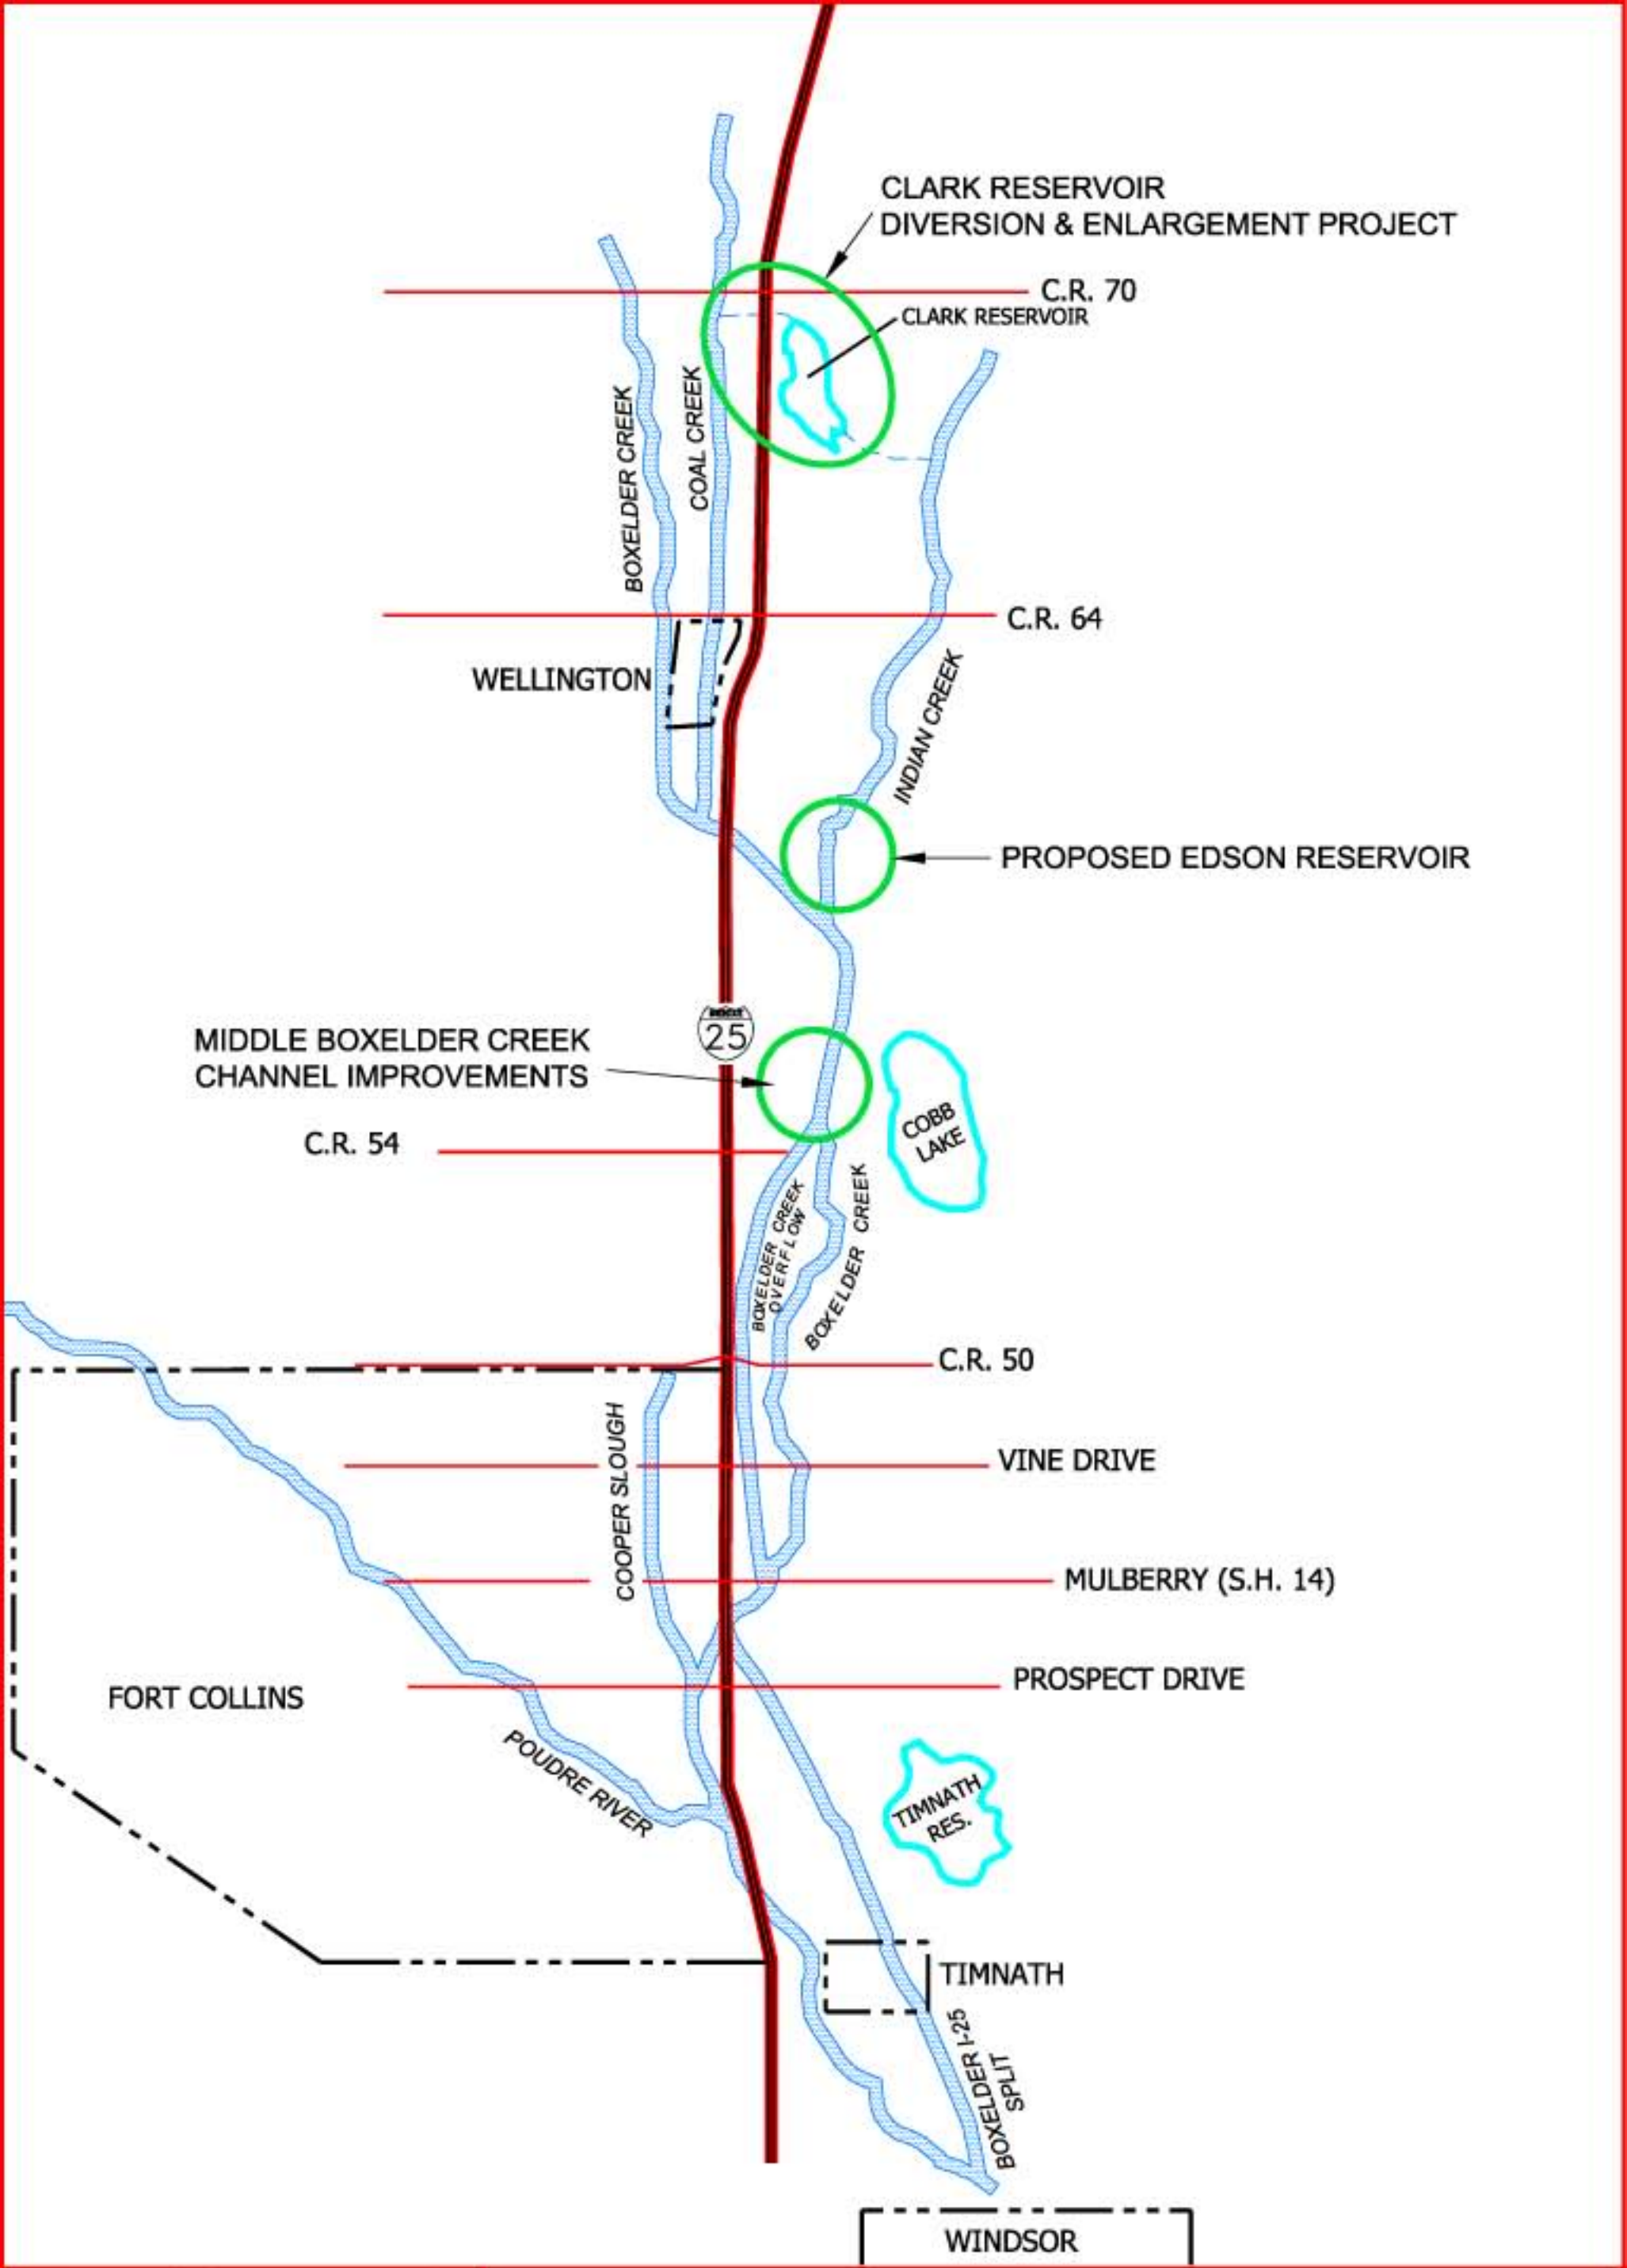 CLARK RESERVOIR
DIVERSION & ENLARGEMENT PROJECT
C.R. 70
CLARK RESERVOIR
BOXELDER CREEK
COAL CREEK
C.R. 64
WELLINGTON
INDIAN CREEK
PROPOSED EDSON RESERVOIR
25
MIDDLE BOXELDER CREEK
CHANNEL IMPROVEMENTS
COBB
LAKE
C.R. 54
BOXELDER CREEK
OVERFLOW
BOXELDER CREEK
C.R. 50
COOPER SLOUGH
VINE DRIVE
MULBERRY (S.H. 14)
PROSPECT DRIVE
FORT COLLINS
POUDRE RIVER
TIMNATH
RES.
TIMNATH
BOXELDER I-25
SPLIT
WINDSOR